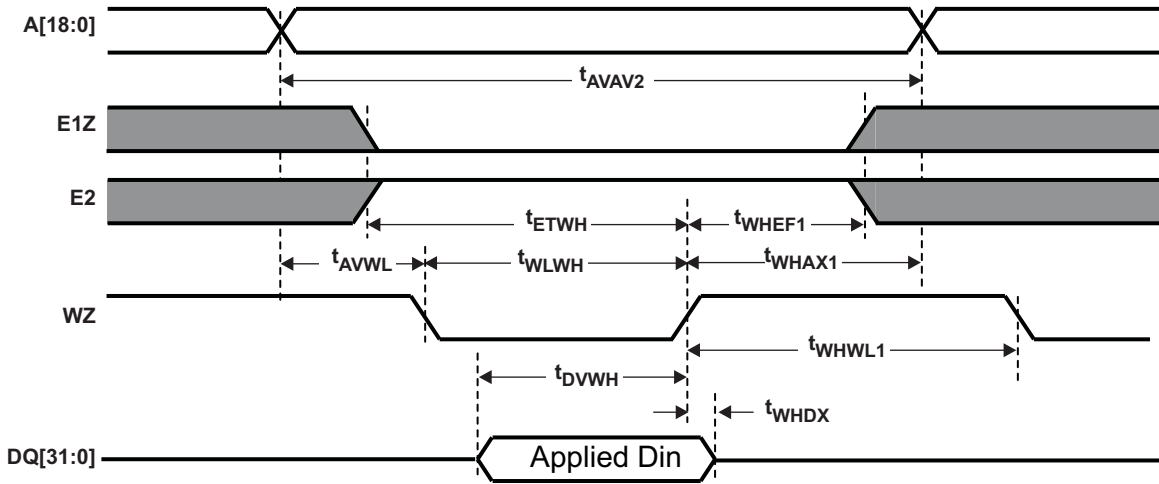 A[18:0]
tAVAV2
E1Z
E2
tETWH
tWHEF1
tAVWL
tWLWH
tWHAX1
WZ
tWHWL1
tDVWH
tWHDX
DQ[31:0]
Applied Din